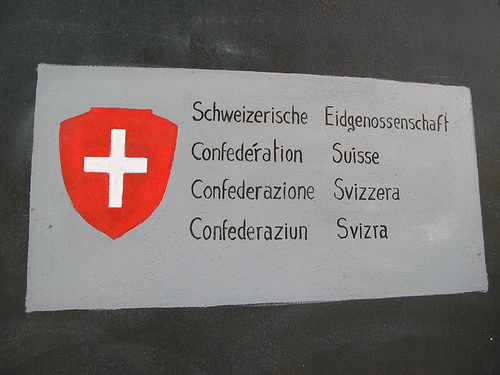 Schweizerische Eidgenossenschaft
Confédération Suisse
Confederazione Svizzera
Confederaziun Svizra